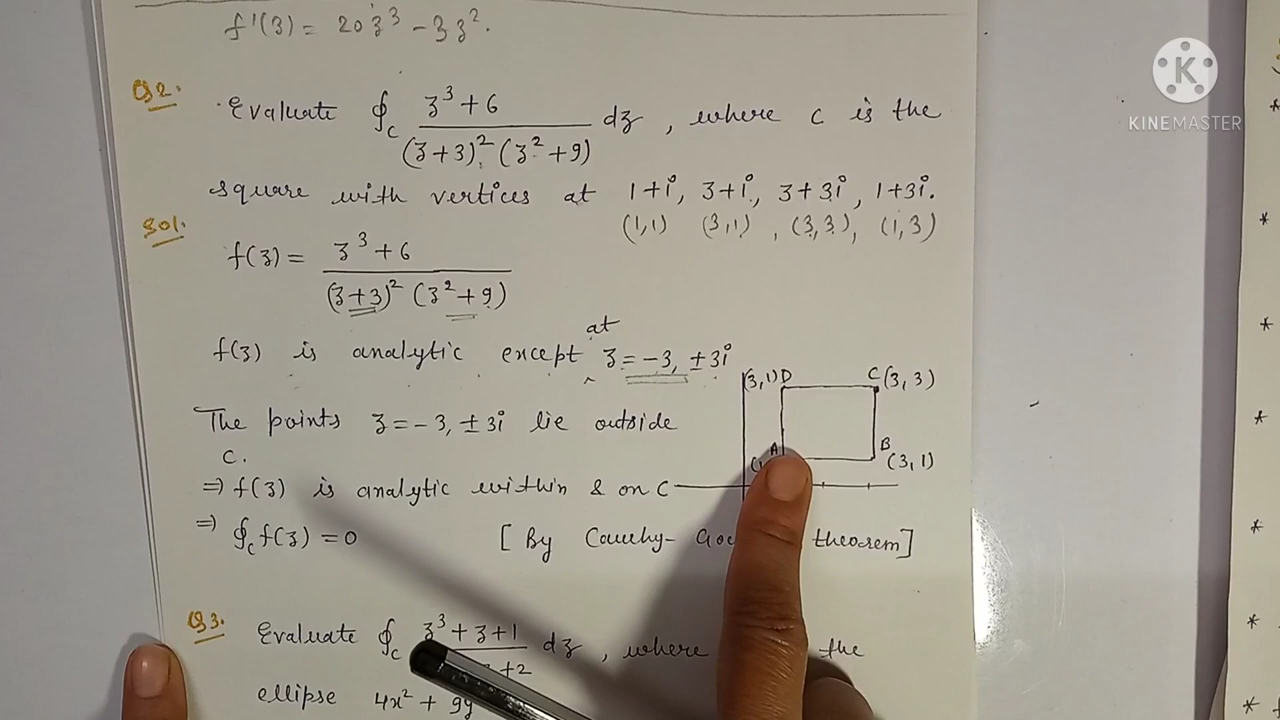 f'(z) = 20z³ - 3z².
Q2. Evaluate ∮_C (z³ + 6) / ((z+3)² (z² + 9)) dz, where C is the
square with vertices at 1+i, 3+i, 3+3i, 1+3i.
(1,1) (3,1), (3,3), (1,3)
Sol. f(z) = (z³ + 6) / ((z+3)² (z² + 9))
f(z) is analytic except at z = -3, ±3i
The points z = -3, ±3i lie outside
C.
⇒ f(z) is analytic within & on C
⇒ ∮_C f(z) = 0 [By Cauchy- theorem]
(3,1) D C (3, 3)
A B
(3, 1)
Q3. Evaluate ∮_C z³ + z + 1 dz, where the
ellipse 4x² +
KINEMASTER